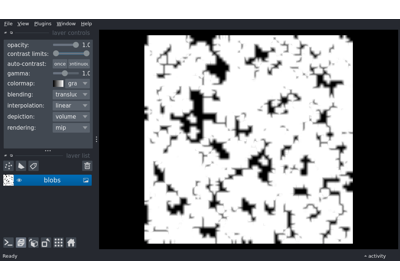 File View Plugins Window Help
layer controls
opacity: 1.0
contrast limits:
auto-contrast: once
gamma: 1.0
colormap: gra
blending: translu
interpolation: linear
depiction: volume
rendering: mip
layer list
blobs
Ready
activity